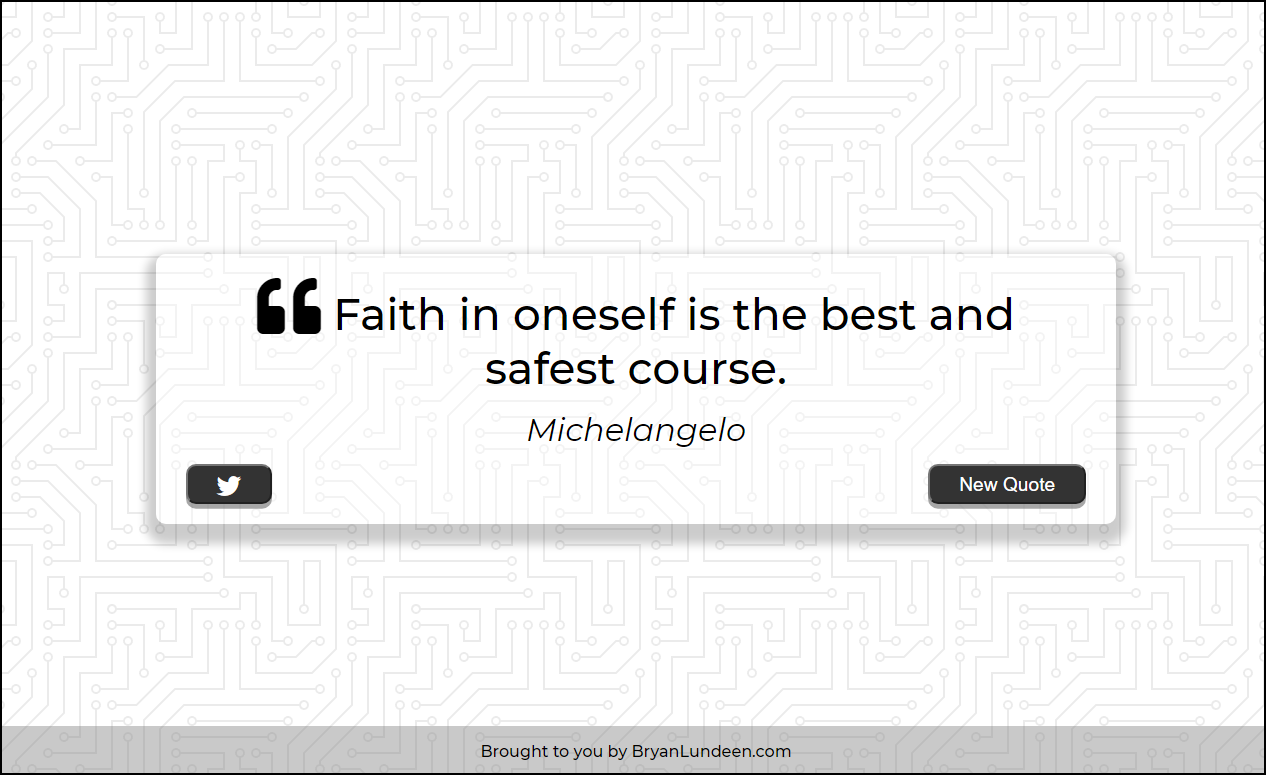 Faith in oneself is the best and
safest course.
Michelangelo
New Quote
Brought to you by BryanLundeen.com